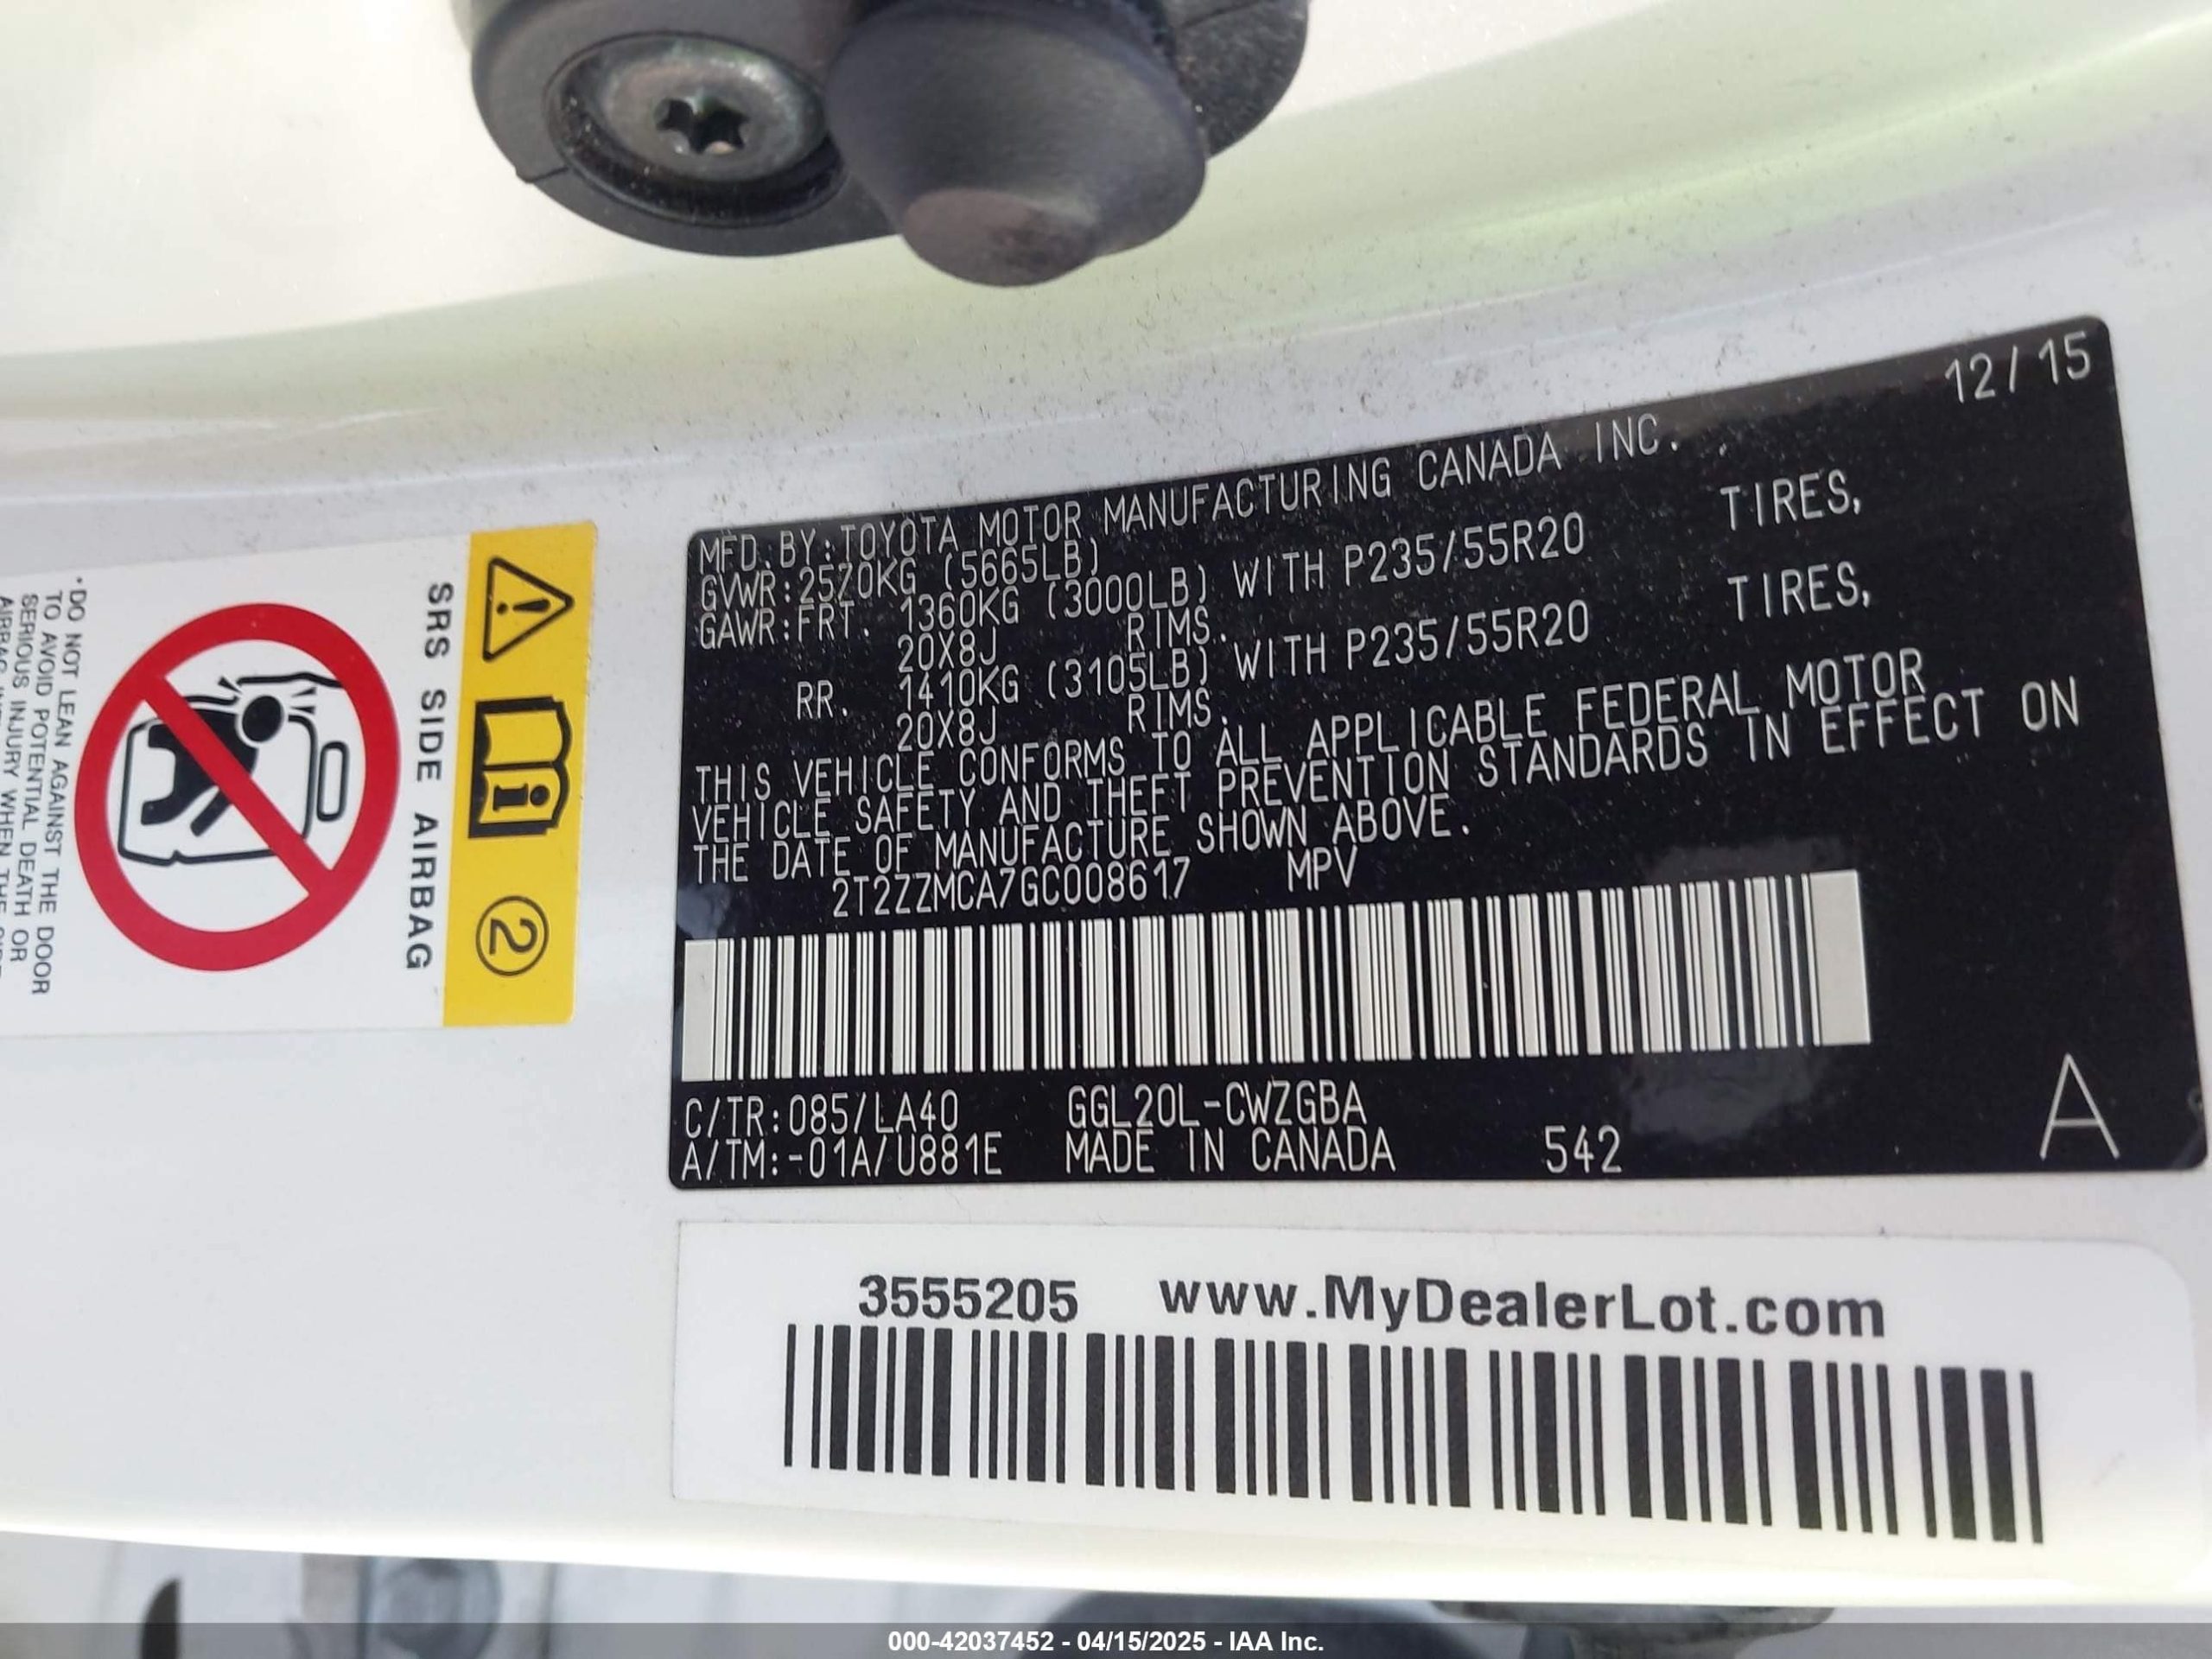 12/15
MFD. BY: TOYOTA MOTOR MANUFACTURING CANADA INC.
GVWR: 2570KG (5665LB)
GAWR: FRT. 1360KG (3000LB) WITH P235/55R20 TIRES,
20X8J RIMS.
RR. 1410KG (3105LB) WITH P235/55R20 TIRES,
20X8J RIMS.
THIS VEHICLE CONFORMS TO ALL APPLICABLE FEDERAL MOTOR
VEHICLE SAFETY AND THEFT PREVENTION STANDARDS IN EFFECT ON
THE DATE OF MANUFACTURE SHOWN ABOVE.
2T2ZZMCA7GC008617 MPV
C/TR: 085/LA40 GGL20L-CWZGBA
A/TM: -01A/U881E MADE IN CANADA 542
A
2
SRS SIDE AIRBAG
*DO NOT LEAN AGAINST THE DOOR
TO AVOID POTENTIAL DEATH OR
SERIOUS INJURY WHEN THE
3555205 www.MyDealerLot.com
000-42037452 - 04/15/2025 - IAA Inc.